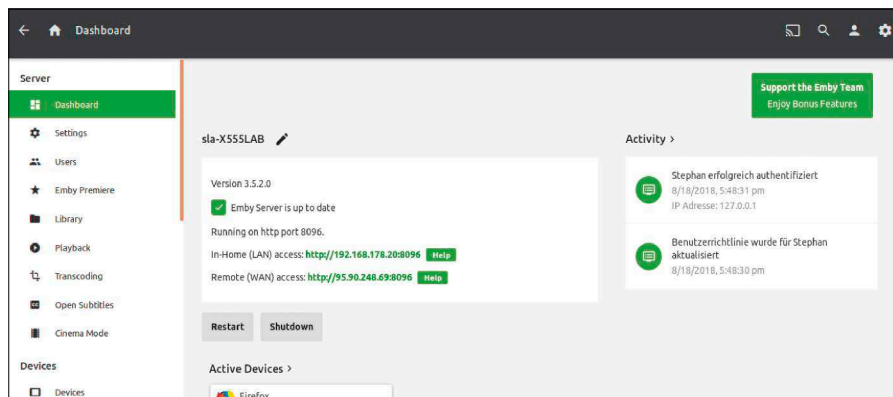 Dashboard
Server
Dashboard
Settings
Users
Emby Premiere
Library
Playback
Transcoding
Open Subtitles
Cinema Mode
Devices
Devices
Support the Emby Team
Enjoy Bonus Features
sla-X555LAB
Version 3.5.2.0
Emby Server is up to date
Running on http port 8096.
In-Home (LAN) access: http://192.168.178.20:8096 Help
Remote (WAN) access: http://95.90.248.69:8096 Help
Restart Shutdown
Active Devices >
Firefox
Activity >
Stephan erfolgreich authentifiziert
8/18/2018, 5:48:31 pm
IP Adresse: 127.0.0.1
Benutzerrichtlinie wurde für Stephan
aktualisiert
8/18/2018, 5:48:30 pm